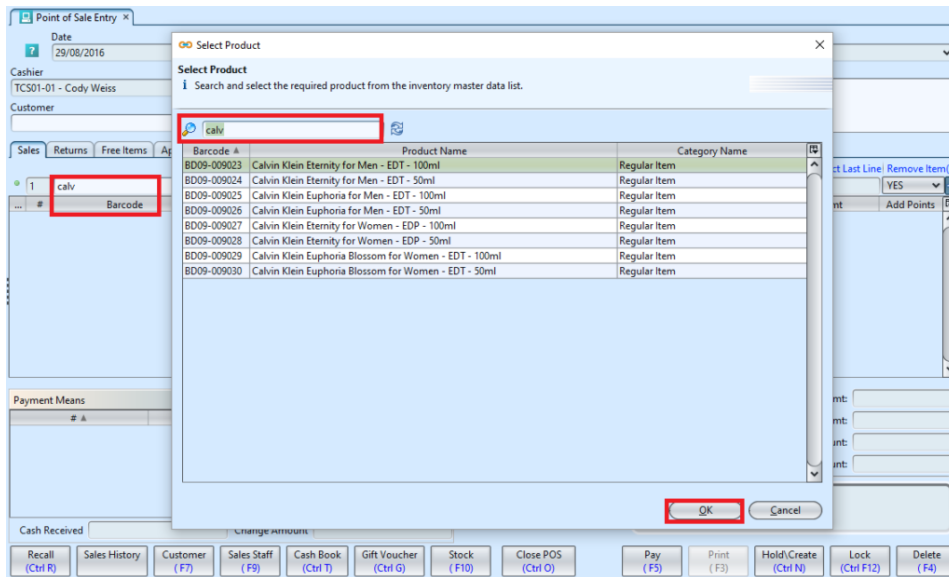 Point of Sale Entry ×
Date
? 29/08/2016
Cashier
TCS01-01 - Cody Weiss
Customer
Sales Returns Free Items
1 calv
... # Barcode
Select Product
Select Product
i Search and select the required product from the inventory master data list.
calv
Barcode Product Name Category Name
BD09-009023 Calvin Klein Eternity for Men - EDT - 100ml Regular Item
BD09-009024 Calvin Klein Eternity for Men - EDT - 50ml Regular Item
BD09-009025 Calvin Klein Euphoria for Men - EDT - 100ml Regular Item
BD09-009026 Calvin Klein Euphoria for Men - EDT - 50ml Regular Item
BD09-009027 Calvin Klein Eternity for Women - EDP - 100ml Regular Item
BD09-009028 Calvin Klein Eternity for Women - EDP - 50ml Regular Item
BD09-009029 Calvin Klein Euphoria Blossom for Women - EDT - 100ml Regular Item
BD09-009030 Calvin Klein Euphoria Blossom for Women - EDT - 50ml Regular Item
OK Cancel
Last Line Remove Item(
YES
Add Points
Payment Means
#
Cash Received Change Amount
Recall Sales History Customer Sales Staff Cash Book Gift Voucher Stock Close POS Pay Print Hold\Create Lock Delete
(Ctrl R) (F7) (F9) (Ctrl T) (Ctrl G) (F10) (Ctrl O) (F5) (F3) (Ctrl N) (Ctrl F12) (F4)